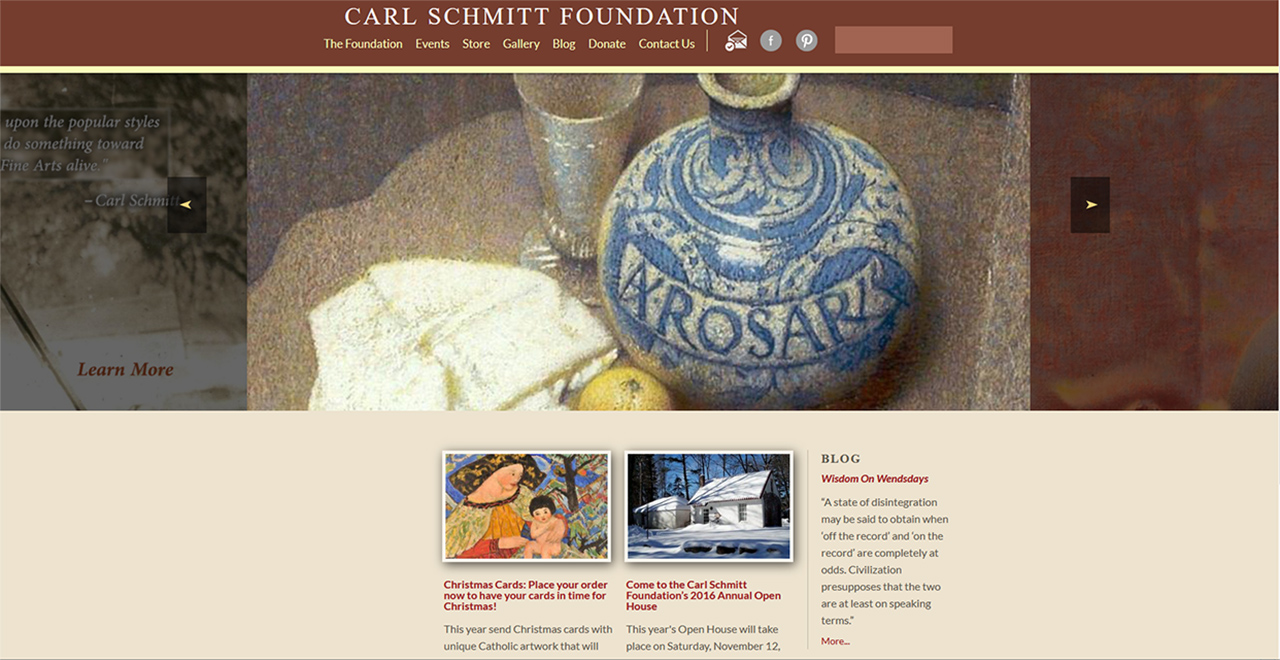 CARL SCHMITT FOUNDATION
The Foundation Events Store Gallery Blog Donate Contact Us
upon the popular styles
do something toward
Fine Arts alive."
– Carl Schmitt
Learn More
AROSARI
Christmas Cards: Place your order
now to have your cards in time for
Christmas!
This year send Christmas cards with
unique Catholic artwork that will
Come to the Carl Schmitt
Foundation's 2016 Annual Open
House
This year's Open House will take
place on Saturday, November 12,
BLOG
Wisdom On Wendsdays
“A state of disintegration
may be said to obtain when
‘off the record’ and ‘on the
record’ are completely at
odds. Civilization
presupposes that the two
are at least on speaking
terms.”
More...